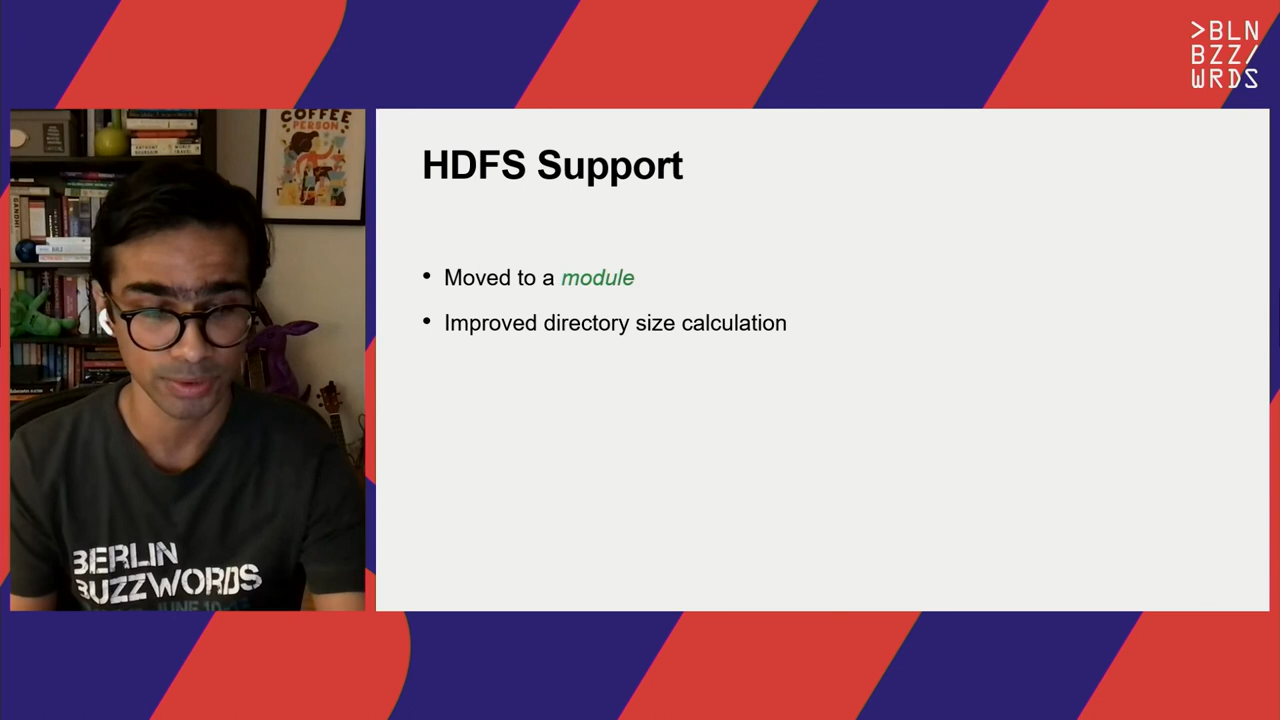 >BLN
BZZ/
WRDS
COFFEE
PERSON
HDFS Support
• Moved to a module
• Improved directory size calculation
BERLIN
BUZZWORDS